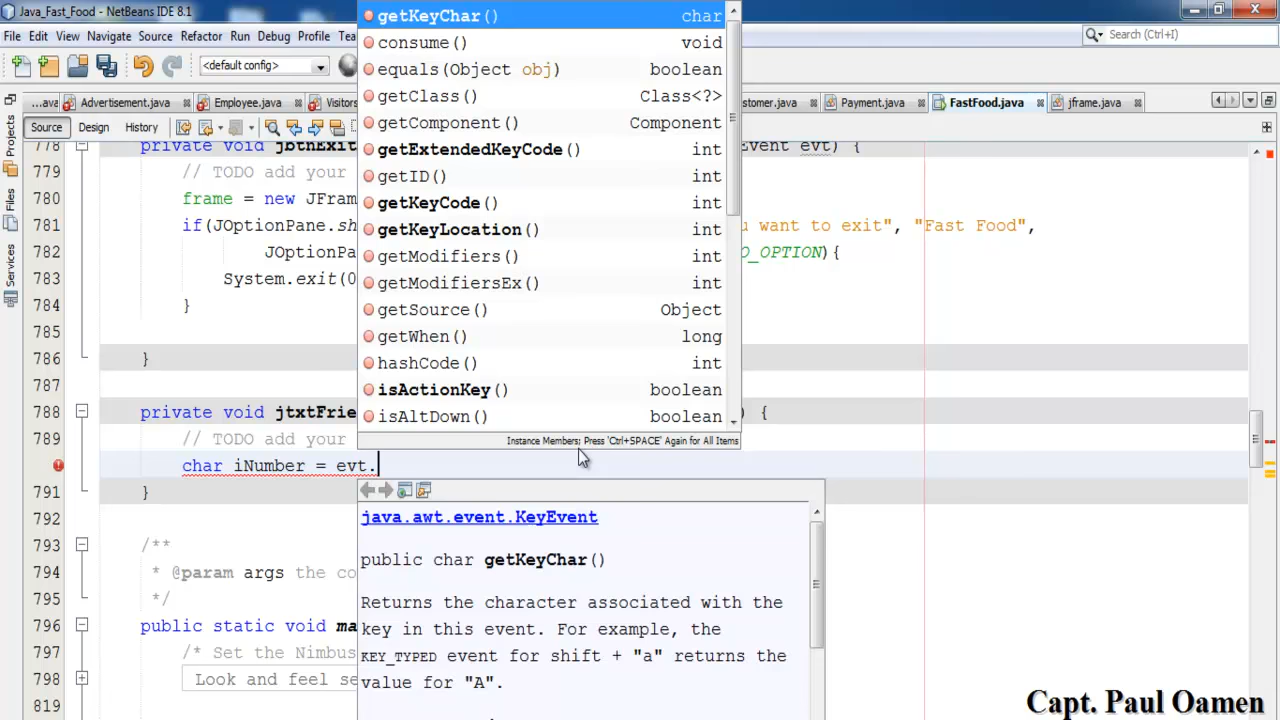 Java_Fast_Food - NetBeans IDE 8.1
File Edit View Navigate Source Refactor Run Debug Profile Tea
Search (Ctrl+I)
<default config>
...ava Advertisement.java Employee.java Visitors stomer.java Payment.java FastFood.java jframe.java
Source Design History
Projects
Files
Services
778 private void jbtnExit Event evt) {
779 // TODO add your
780 frame = new JFram
781 if(JOptionPane.sh u want to exit", "Fast Food",
782 JOptionPa O_OPTION){
783 System.exit(0
784 }
785
786 }
787
788 private void jtxtFrie ) {
789 // TODO add your
char iNumber = evt.
791 }
792
793 /**
794 * @param args the co
795 */
796 public static void ma
797 /* Set the Nimbus
798 Look and feel se
819
getKeyChar() char
consume() void
equals(Object obj) boolean
getClass() Class<?>
getComponent() Component
getExtendedKeyCode() int
getID() int
getKeyCode() int
getKeyLocation() int
getModifiers() int
getModifiersEx() int
getSource() Object
getWhen() long
hashCode() int
isActionKey() boolean
isAltDown() boolean
Instance Members; Press 'Ctrl+SPACE' Again for All Items
java.awt.event.KeyEvent
public char getKeyChar()
Returns the character associated with the
key in this event. For example, the
KEY_TYPED event for shift + "a" returns the
value for "A".
Capt. Paul Oamen